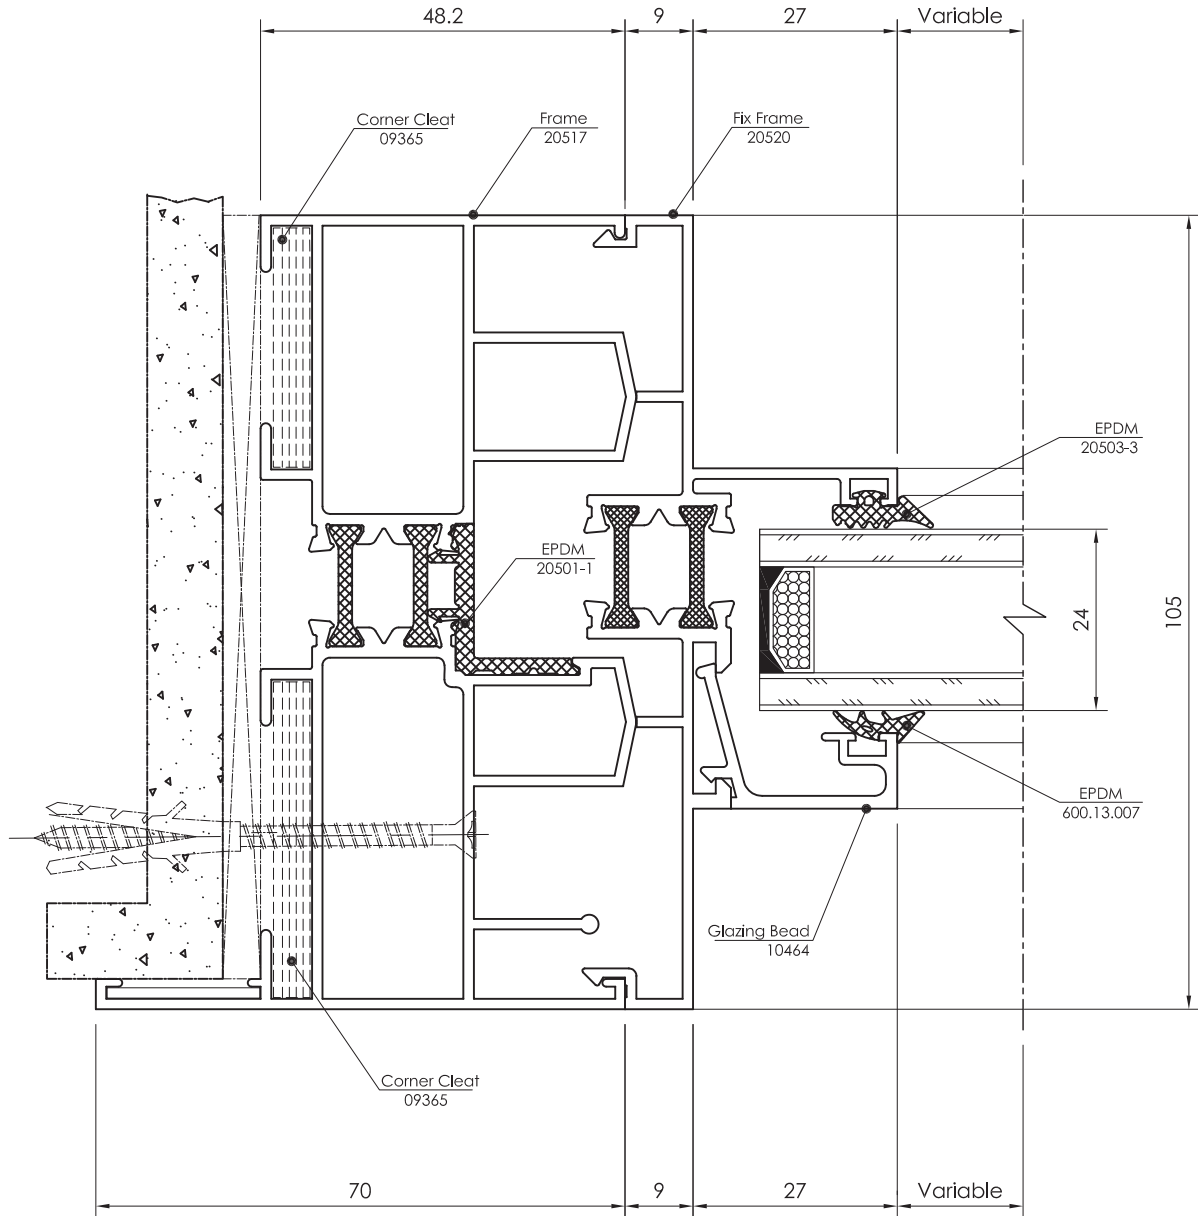 48.2
9
27
Variable
Corner Cleat
09365
Frame
20517
Fix Frame
20520
EPDM
20503-3
EPDM
20501-1
24
105
EPDM
600.13.007
Glazing Bead
10464
Corner Cleat
09365
70
9
27
Variable